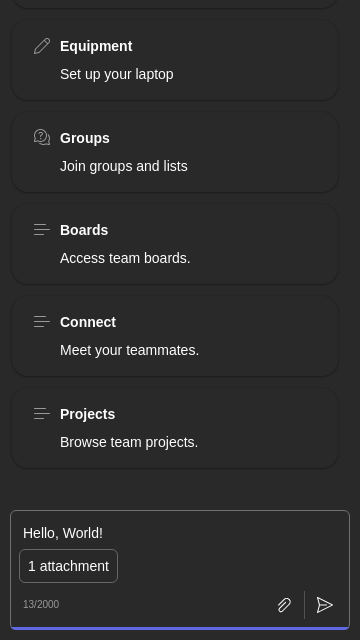 Equipment
Set up your laptop
Groups
Join groups and lists
Boards
Access team boards.
Connect
Meet your teammates.
Projects
Browse team projects.
Hello, World!
1 attachment
13/2000